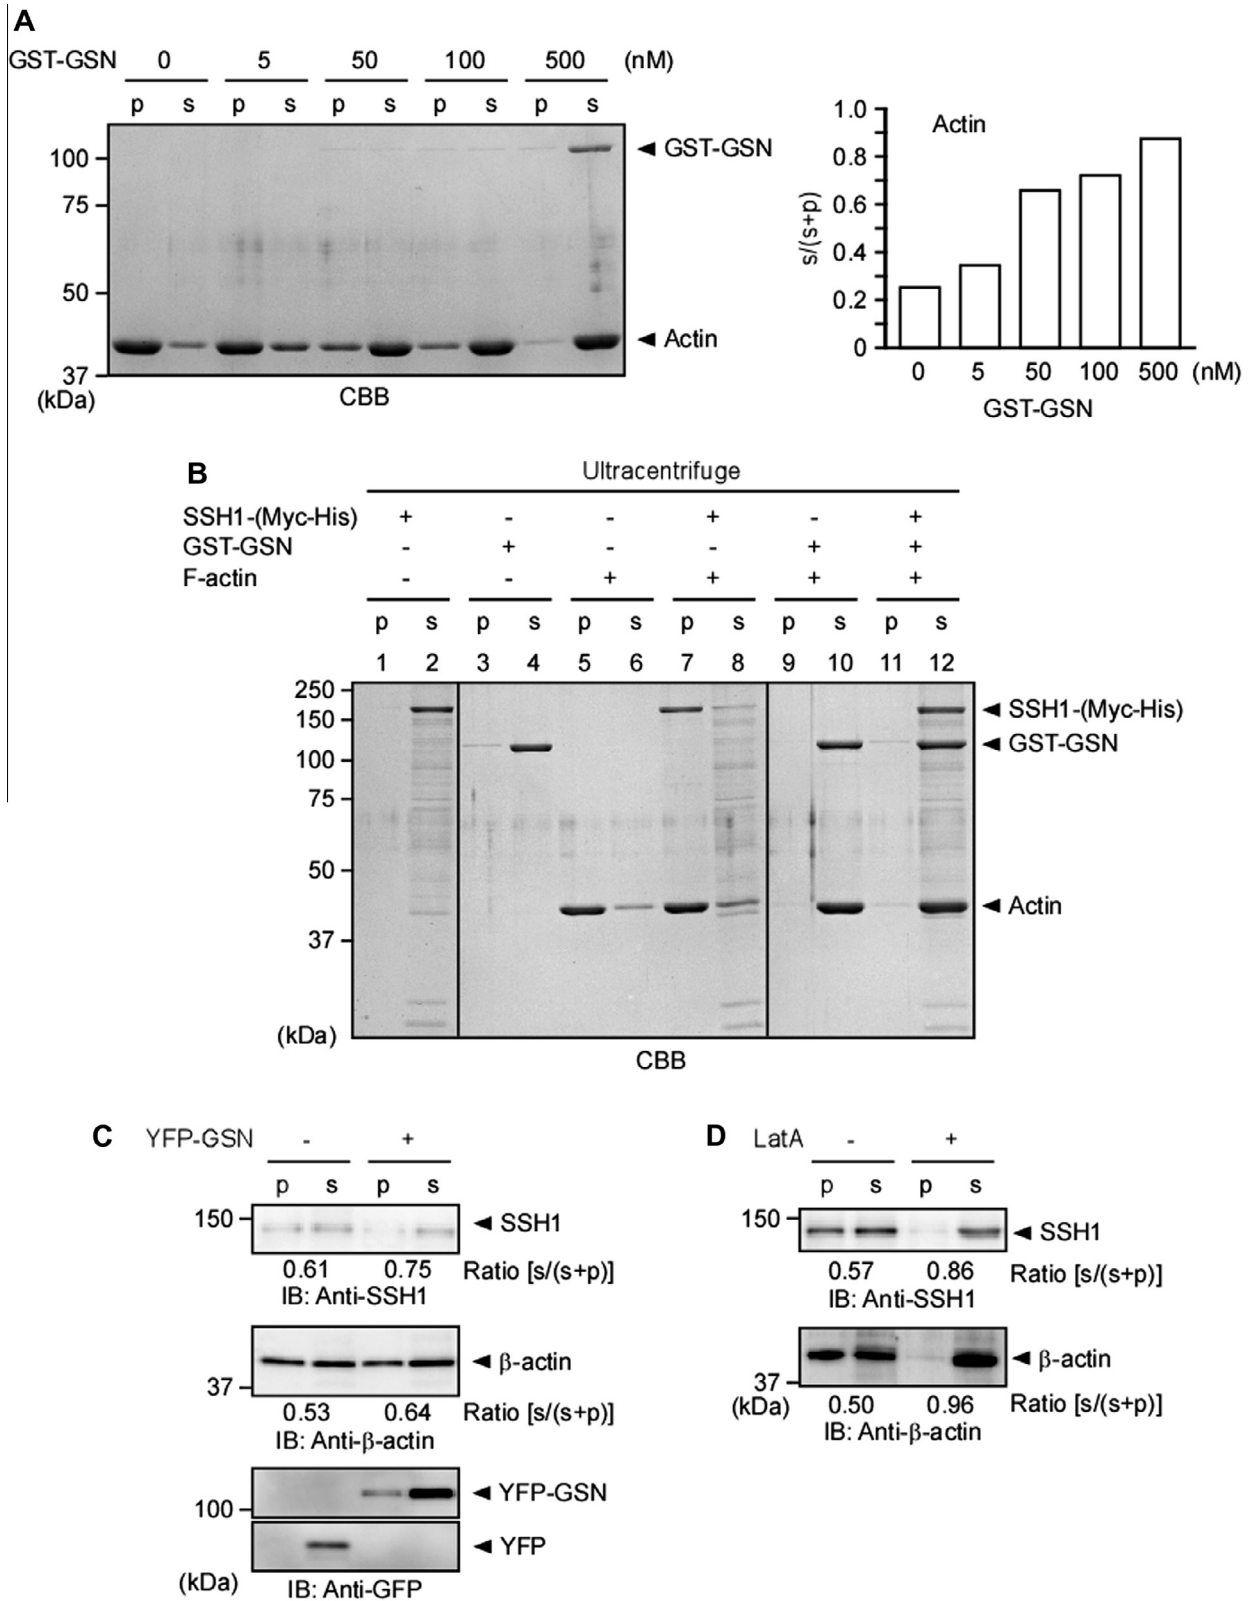 A
GST-GSN 0 5 50 100 500 (nM)
p s p s p s p s p s
100
75
50
37
(kDa)
GST-GSN
Actin
CBB
Actin
s/(s+p)
1.0
0.8
0.6
0.4
0.2
0
0 5 50 100 500 (nM)
GST-GSN
B
Ultracentrifuge
SSH1-(Myc-His) + - - + - +
GST-GSN - + - - + +
F-actin - - + + + +
p s p s p s p s p s p s
1 2 3 4 5 6 7 8 9 10 11 12
250
150
100
75
50
37
(kDa)
SSH1-(Myc-His)
GST-GSN
Actin
CBB
C
YFP-GSN - +
p s p s
150
SSH1
0.61 0.75 Ratio [s/(s+p)]
IB: Anti-SSH1
β-actin
37
0.53 0.64 Ratio [s/(s+p)]
IB: Anti-β-actin
YFP-GSN
100
YFP
(kDa)
IB: Anti-GFP
D
LatA - +
p s p s
150
SSH1
0.57 0.86 Ratio [s/(s+p)]
IB: Anti-SSH1
β-actin
37
(kDa)
0.50 0.96 Ratio [s/(s+p)]
IB: Anti-β-actin